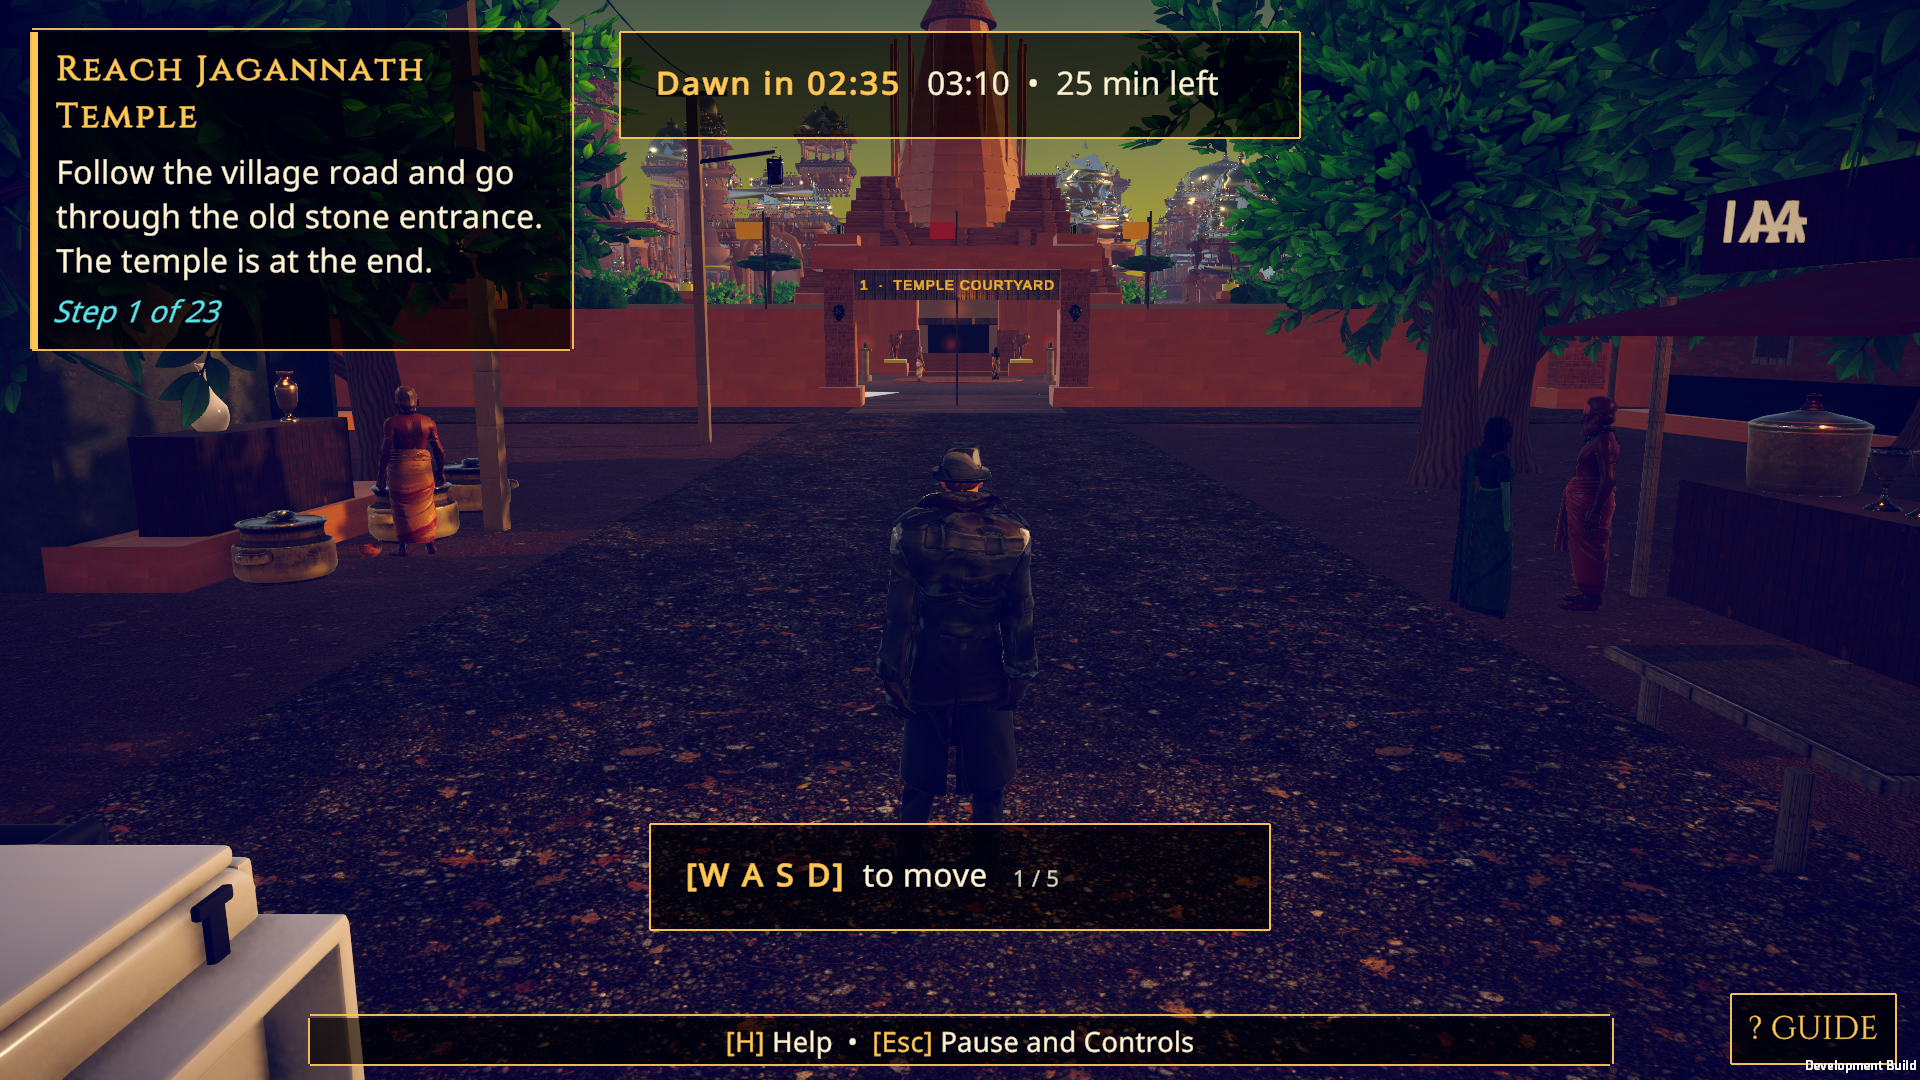 REACH JAGANNATH
TEMPLE
Follow the village road and go
through the old stone entrance.
The temple is at the end.
Step 1 of 23
Dawn in 02:35 03:10 • 25 min left
1 · TEMPLE COURTYARD
[W A S D] to move 1 / 5
[H] Help • [Esc] Pause and Controls
? GUIDE
Development Build